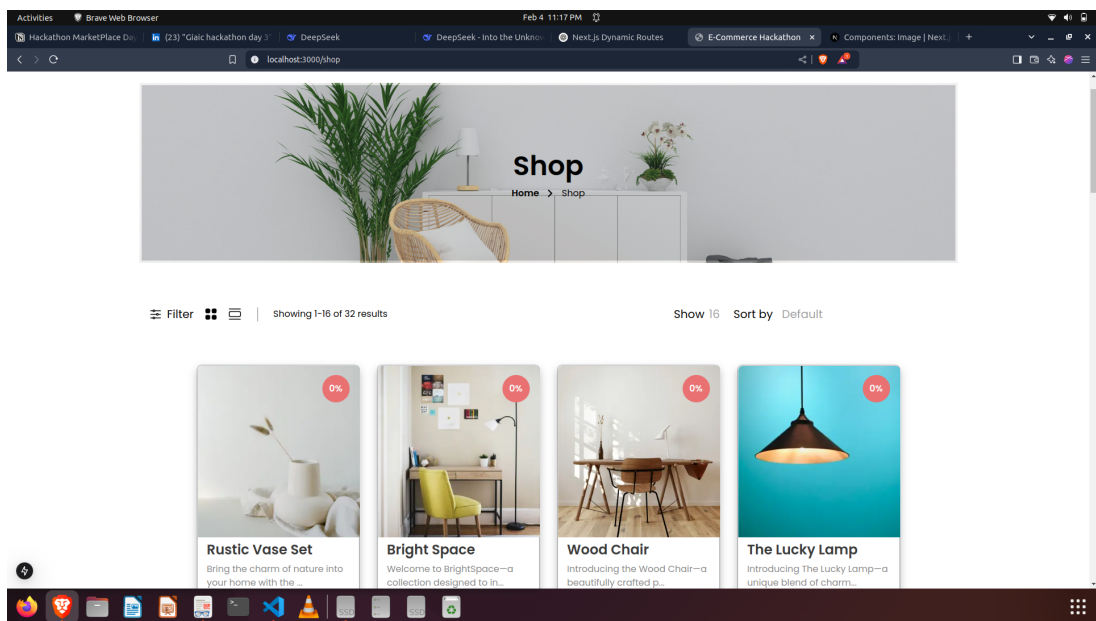 Activities Brave Web Browser Feb 4 11:17 PM
Hackathon MarketPlace Day (23) "Giaic hackathon day 3" DeepSeek DeepSeek - Into the Unknow Next.js Dynamic Routes E-Commerce Hackathon × Components: Image | Next.j +
localhost:3000/shop
Shop
Home > Shop
Filter Showing 1-16 of 32 results Show 16 Sort by Default
0% 0% 0% 0%
Rustic Vase Set Bright Space Wood Chair The Lucky Lamp
Bring the charm of nature into Welcome to BrightSpace—a Introducing the Wood Chair—a Introducing The Lucky Lamp—a
your home with the ... collection designed to in... beautifully crafted p... unique blend of charm...
SSD SSD